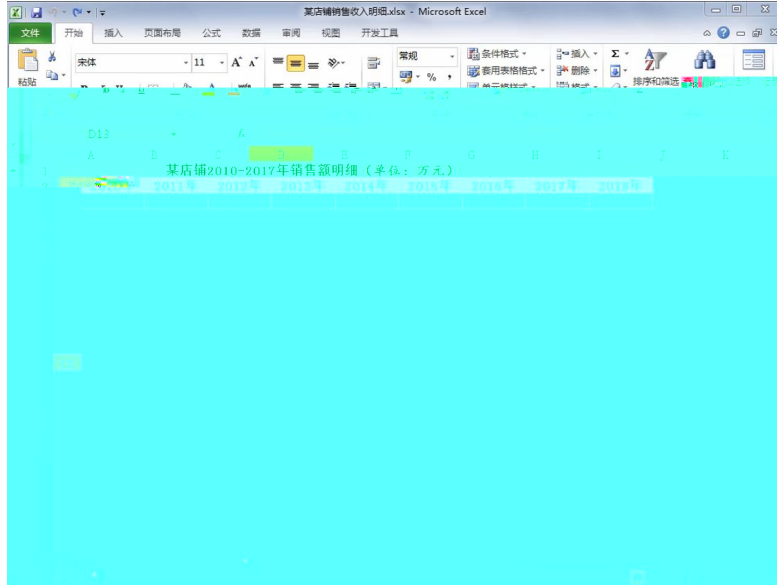 某店铺销售收入明细.xlsx - Microsoft Excel
文件 开始 插入 页面布局 公式 数据 审阅 视图 开发工具
宋体 11 A A 常规 条件格式 插入 Σ
粘贴 % , 套用表格格式 删除 排序和筛选
D13
A B C D E F G H I J K
1 某店铺2010-2017年销售额明细 (单位: 万元)
2011年 2012年 2013年 2014年 2015年 2016年 2017年 2018年